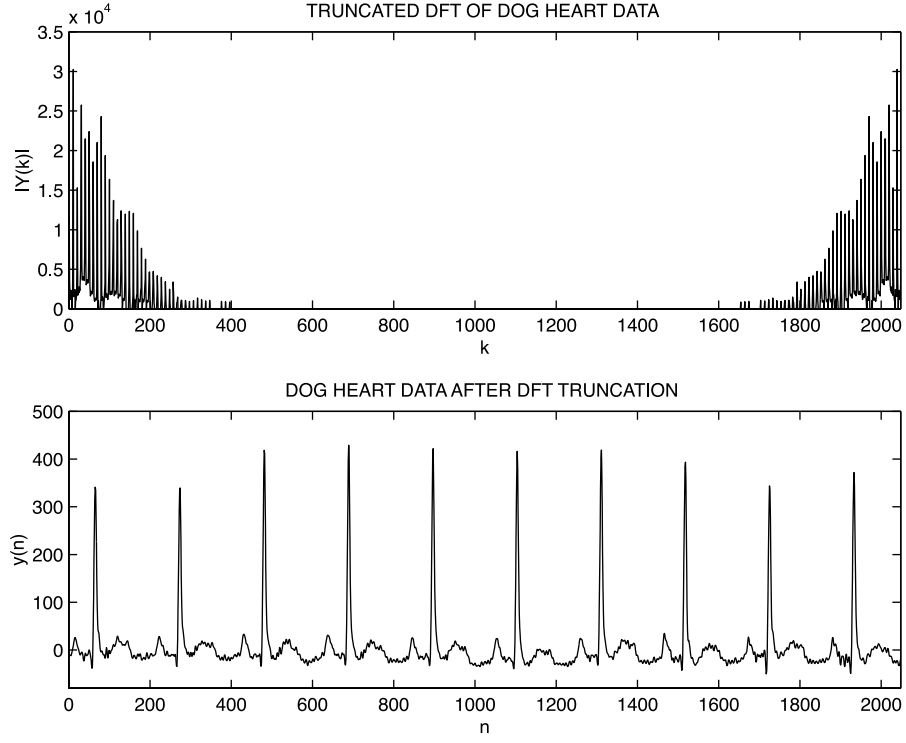 TRUNCATED DFT OF DOG HEART DATA
x 10^4
3.5
3
2.5
2
1.5
1
0.5
0
|Y(k)|
0 200 400 600 800 1000 1200 1400 1600 1800 2000
k
DOG HEART DATA AFTER DFT TRUNCATION
500
400
300
200
100
0
y(n)
0 200 400 600 800 1000 1200 1400 1600 1800 2000
n